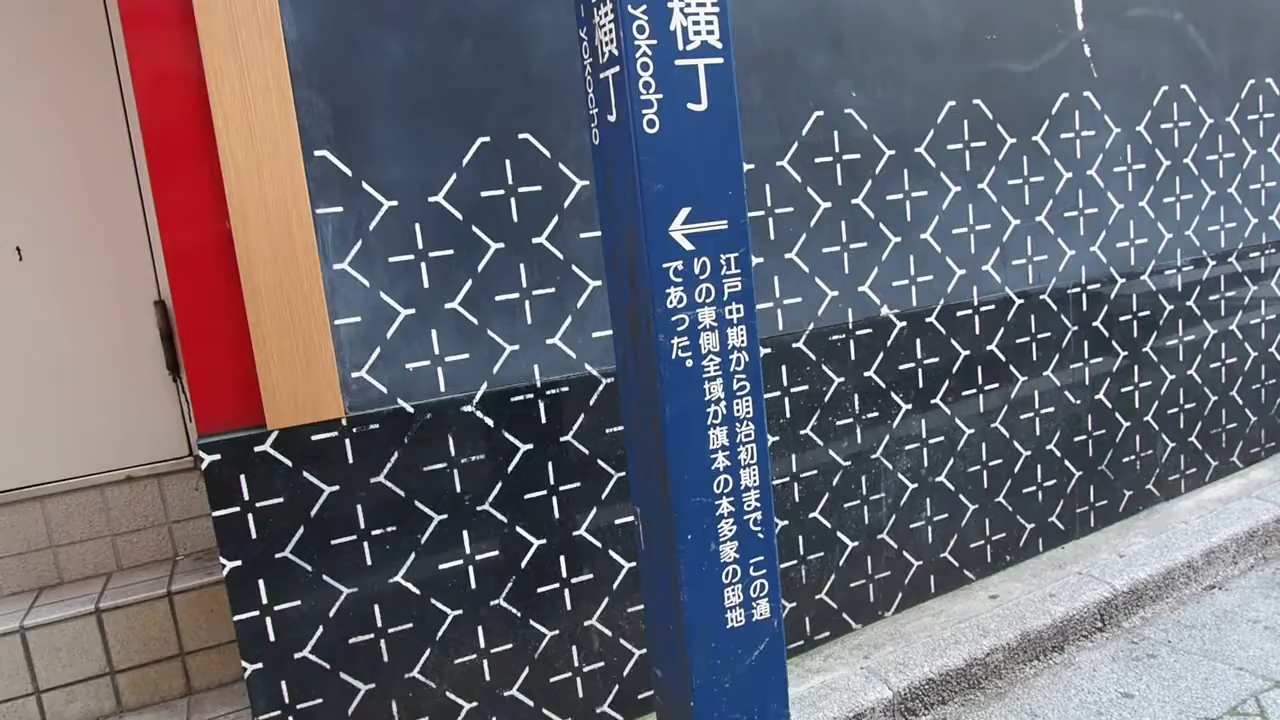 横丁
yokocho
横丁
yokocho
←
江戸中期から明治初期まで、この通
りの東側全域が旗本の本多家の邸地
であった。